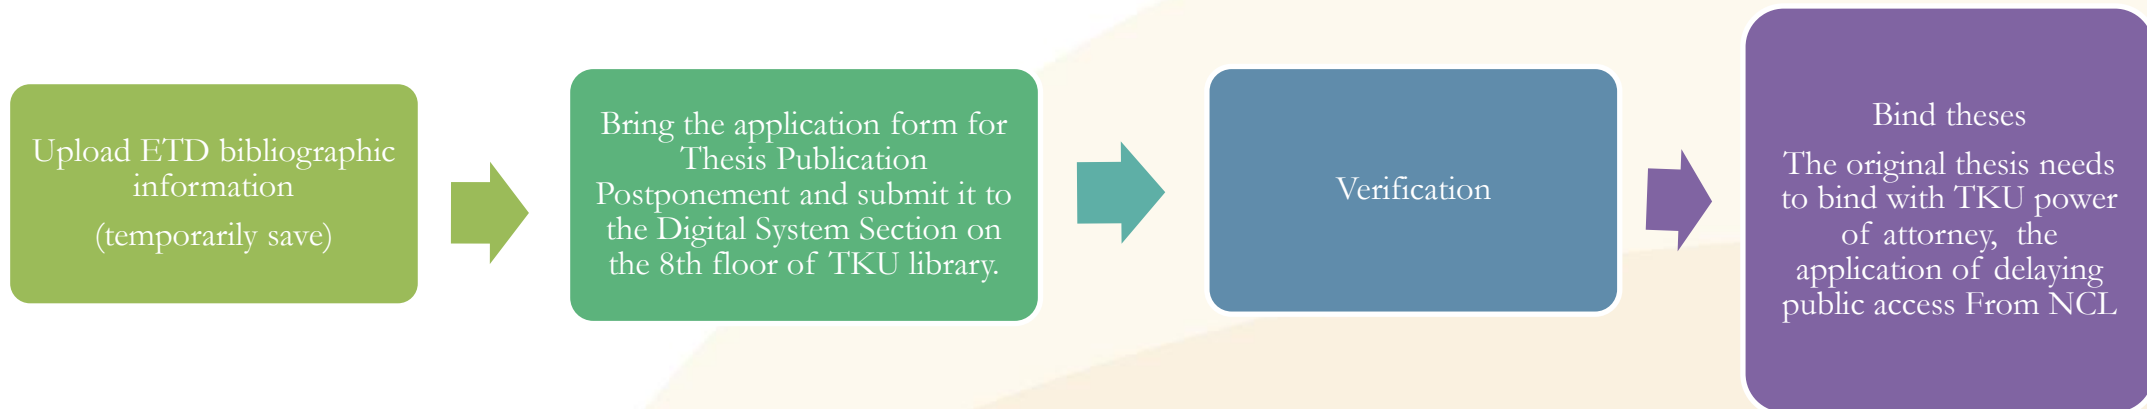 Upload ETD bibliographic
information
(temporarily save)
Bring the application form for
Thesis Publication
Postponement and submit it to
the Digital System Section on
the 8th floor of TKU library.
Verification
Bind theses
The original thesis needs
to bind with TKU power
of attorney, the
application of delaying
public access From NCL